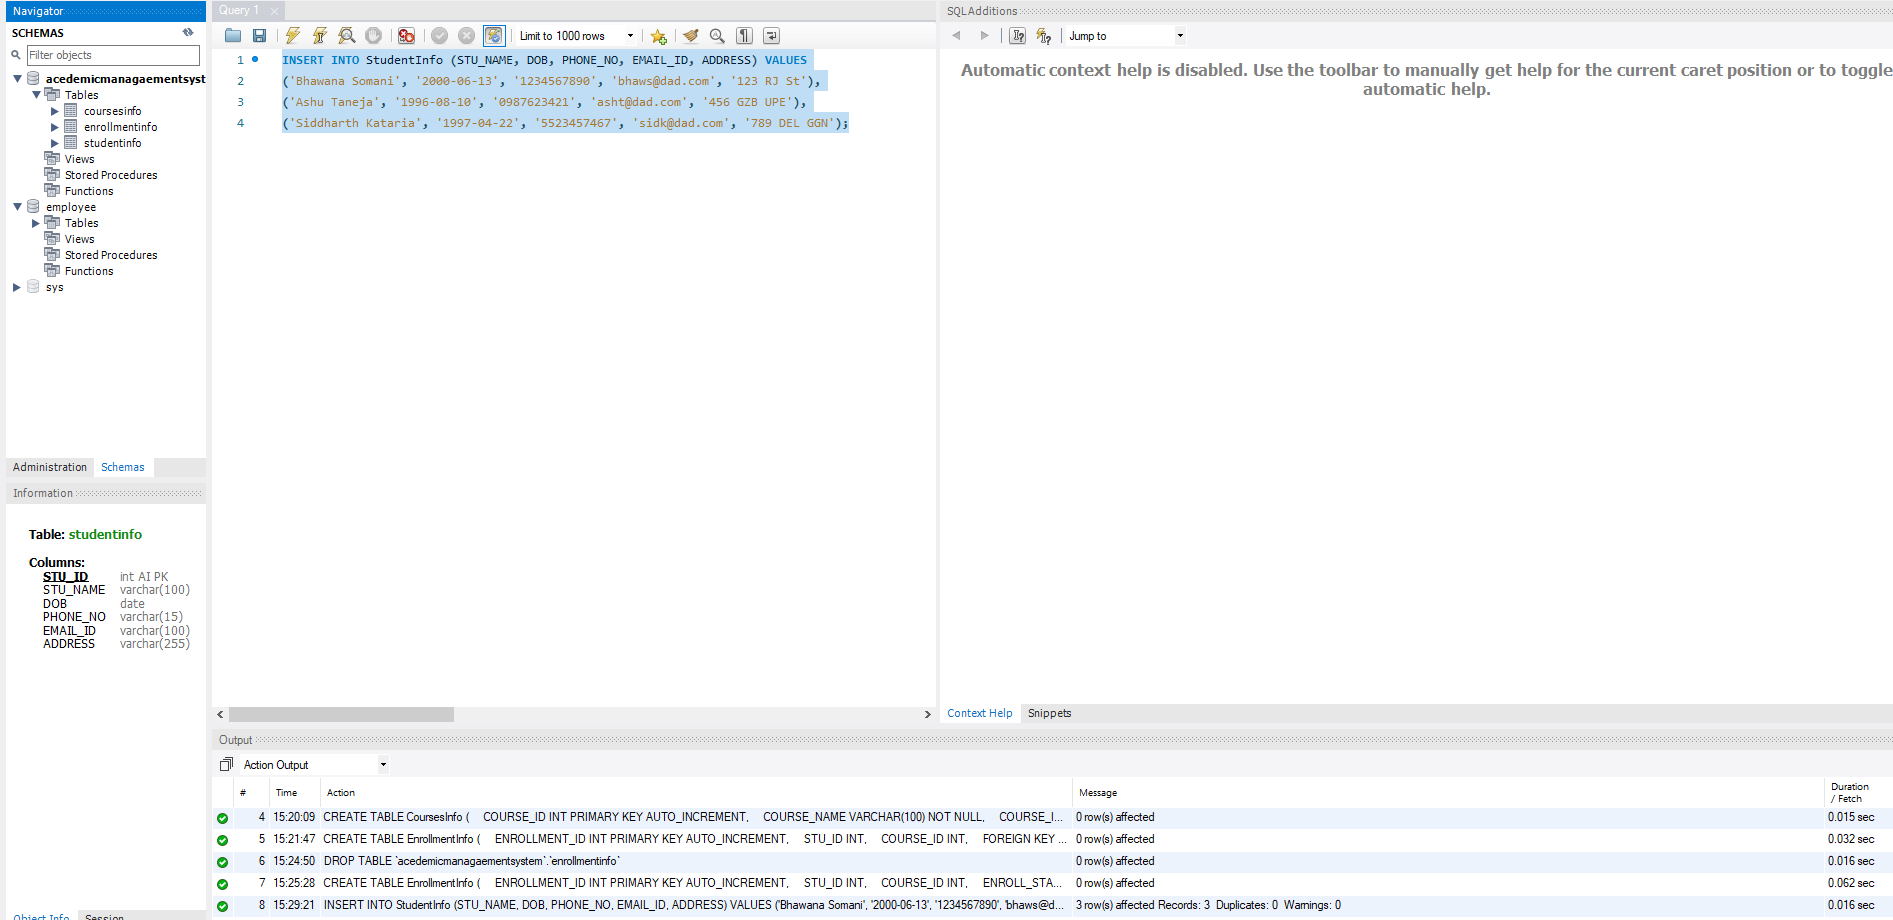 Navigator
SCHEMAS
Filter objects
acedemicmanagaementsyst
Tables
coursesinfo
enrollmentinfo
studentinfo
Views
Stored Procedures
Functions
employee
Tables
Views
Stored Procedures
Functions
sys
Administration Schemas
Information
Table: studentinfo
Columns:
STU_ID int AI PK
STU_NAME varchar(100)
DOB date
PHONE_NO varchar(15)
EMAIL_ID varchar(100)
ADDRESS varchar(255)
Object Info Session
Query 1
Limit to 1000 rows
1 INSERT INTO StudentInfo (STU_NAME, DOB, PHONE_NO, EMAIL_ID, ADDRESS) VALUES
2 ('Bhawana Somani', '2000-06-13', '1234567890', 'bhaws@dad.com', '123 RJ St'),
3 ('Ashu Taneja', '1996-08-10', '0987623421', 'asht@dad.com', '456 GZB UPE'),
4 ('Siddharth Kataria', '1997-04-22', '5523457467', 'sidk@dad.com', '789 DEL GGN');
SQLAdditions
Jump to
Automatic context help is disabled. Use the toolbar to manually get help for the current caret position or to toggle
automatic help.
Context Help Snippets
Output
Action Output
# Time Action Message Duration / Fetch
4 15:20:09 CREATE TABLE CoursesInfo ( COURSE_ID INT PRIMARY KEY AUTO_INCREMENT, COURSE_NAME VARCHAR(100) NOT NULL, COURSE_I... 0 row(s) affected 0.015 sec
5 15:21:47 CREATE TABLE EnrollmentInfo ( ENROLLMENT_ID INT PRIMARY KEY AUTO_INCREMENT, STU_ID INT, COURSE_ID INT, FOREIGN KEY ... 0 row(s) affected 0.032 sec
6 15:24:50 DROP TABLE `acedemicmanagaementsystem`.`enrollmentinfo` 0 row(s) affected 0.016 sec
7 15:25:28 CREATE TABLE EnrollmentInfo ( ENROLLMENT_ID INT PRIMARY KEY AUTO_INCREMENT, STU_ID INT, COURSE_ID INT, ENROLL_STA... 0 row(s) affected 0.062 sec
8 15:29:21 INSERT INTO StudentInfo (STU_NAME, DOB, PHONE_NO, EMAIL_ID, ADDRESS) VALUES ('Bhawana Somani', '2000-06-13', '1234567890', 'bhaws@d... 3 row(s) affected Records: 3 Duplicates: 0 Warnings: 0 0.016 sec